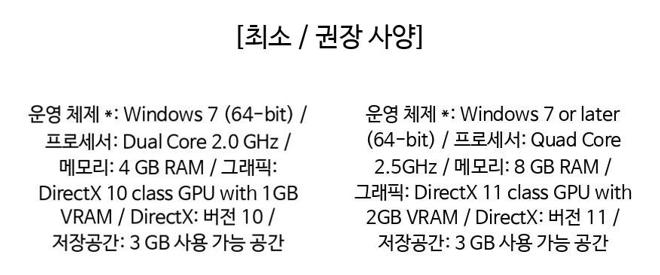 [최소 / 권장 사양]
운영 체제 *: Windows 7 (64-bit) /
프로세서: Dual Core 2.0 GHz /
메모리: 4 GB RAM / 그래픽:
DirectX 10 class GPU with 1GB
VRAM / DirectX: 버전 10 /
저장공간: 3 GB 사용 가능 공간
운영 체제 *: Windows 7 or later
(64-bit) / 프로세서: Quad Core
2.5GHz / 메모리: 8 GB RAM /
그래픽: DirectX 11 class GPU with
2GB VRAM / DirectX: 버전 11 /
저장공간: 3 GB 사용 가능 공간